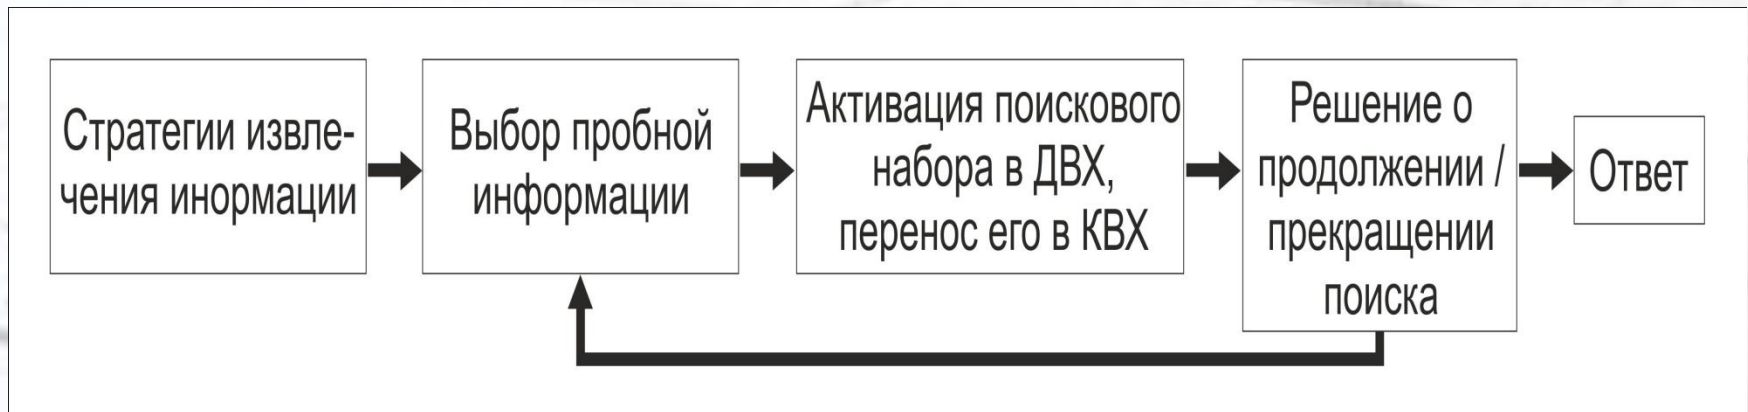 Стратегии извле-
чения инормации
Выбор пробной
информации
Активация поискового
набора в ДВХ,
перенос его в КВХ
Решение о
продолжении /
прекращении
поиска
Ответ